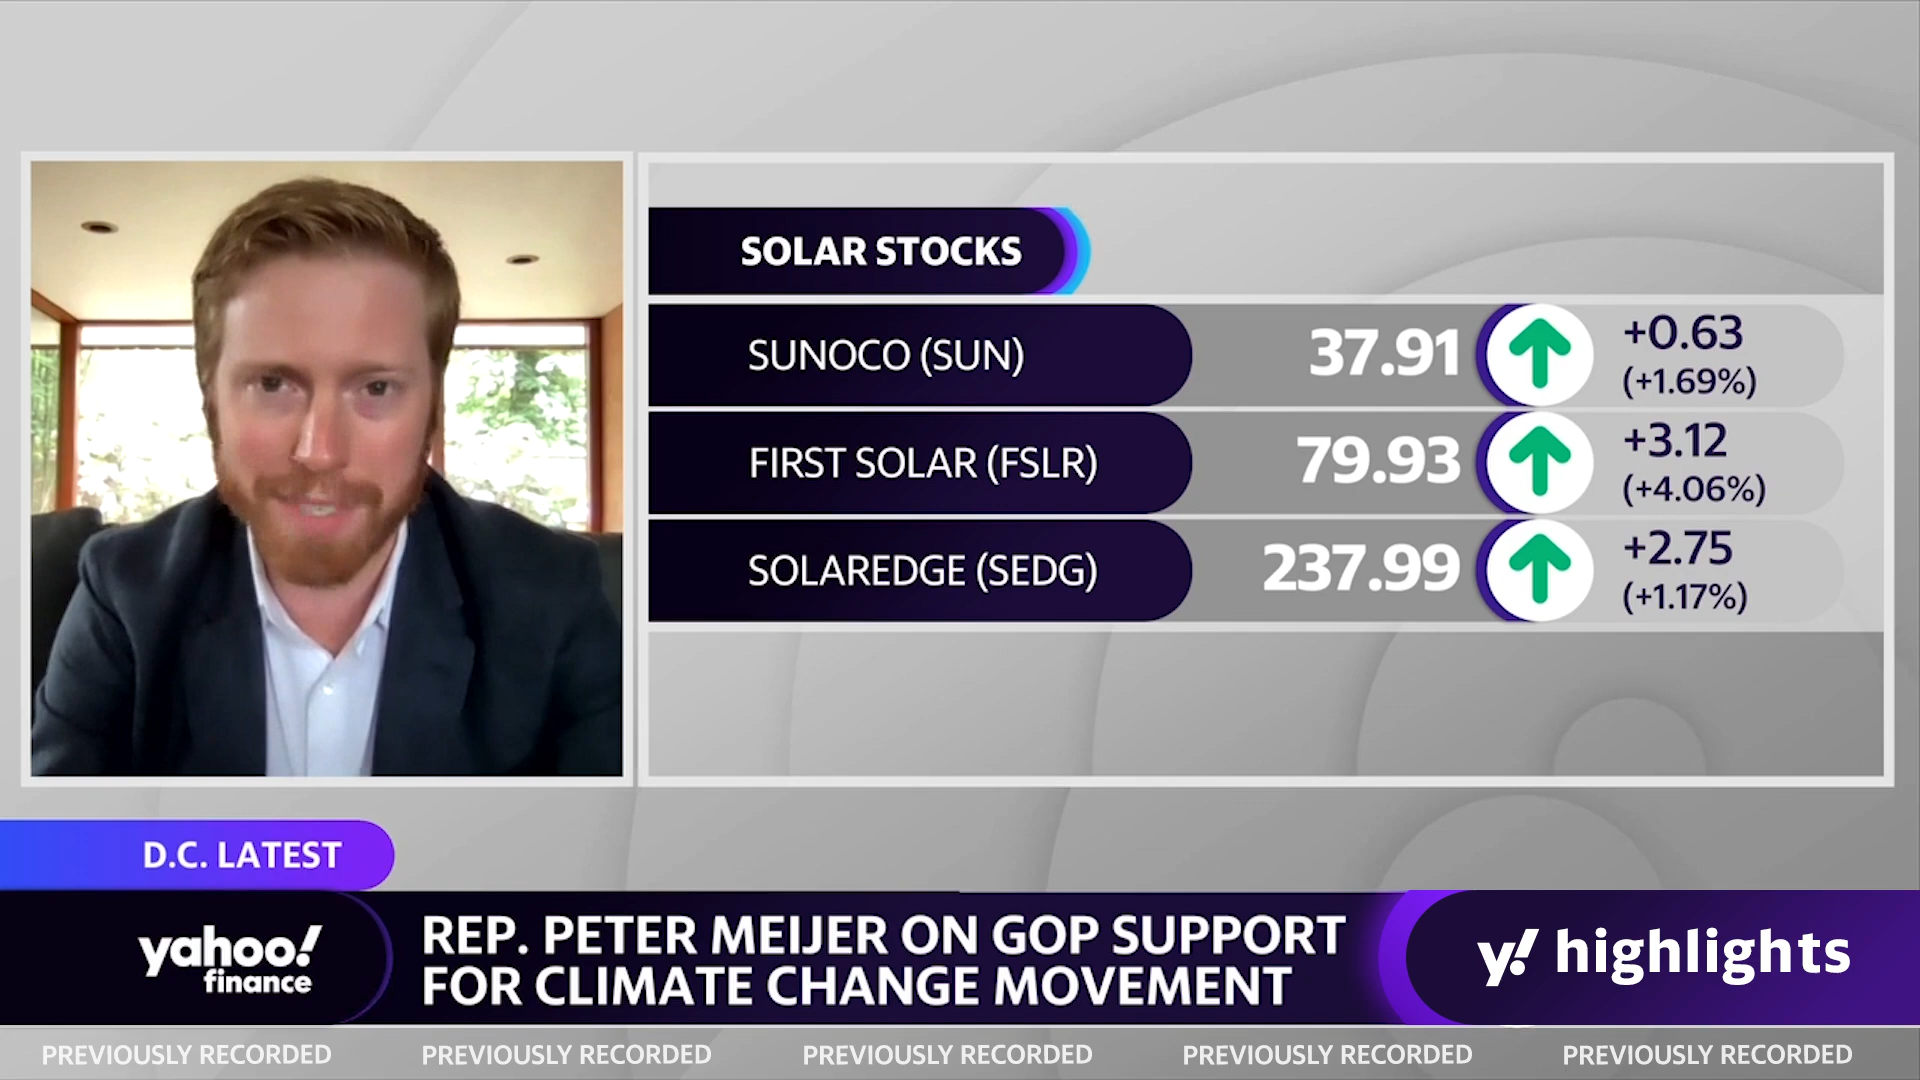 SOLAR STOCKS
SUNOCO (SUN) 37.91 +0.63 (+1.69%)
FIRST SOLAR (FSLR) 79.93 +3.12 (+4.06%)
SOLAREDGE (SEDG) 237.99 +2.75 (+1.17%)
D.C. LATEST
yahoo!
finance
REP. PETER MEIJER ON GOP SUPPORT
FOR CLIMATE CHANGE MOVEMENT
y! highlights
PREVIOUSLY RECORDED PREVIOUSLY RECORDED PREVIOUSLY RECORDED PREVIOUSLY RECORDED PREVIOUSLY RECORDED